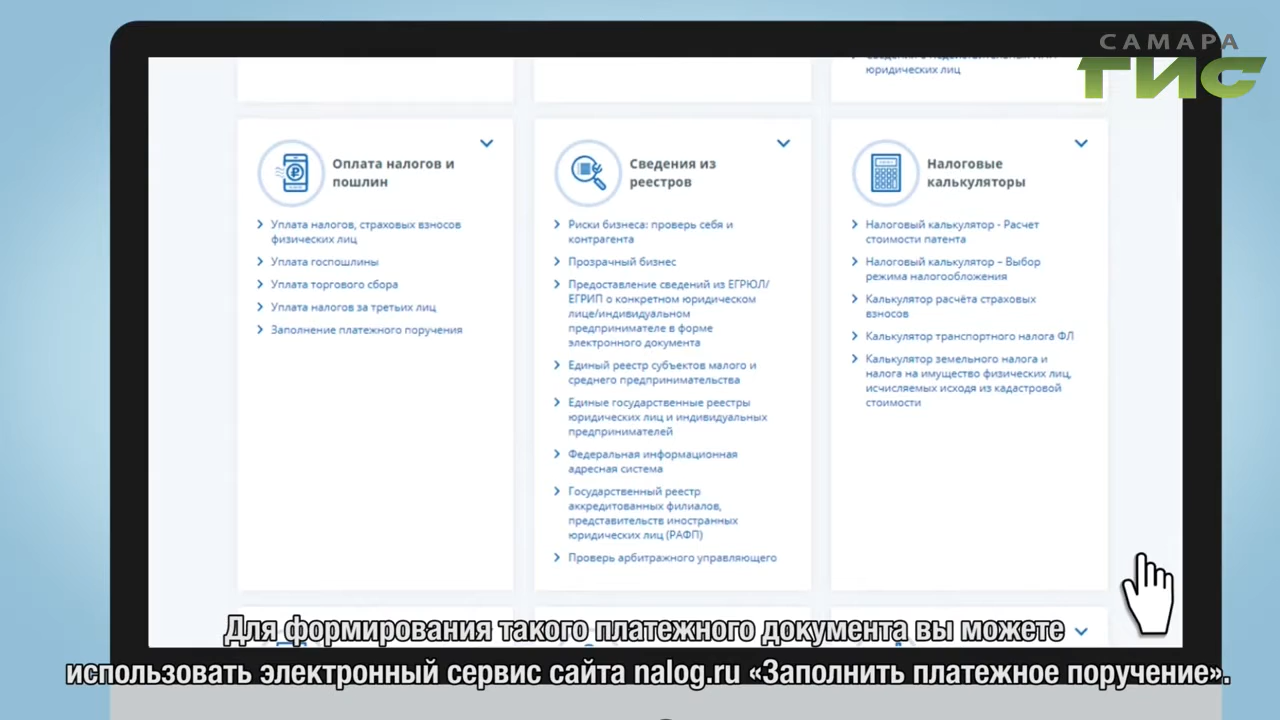 САМАРА
ГИС
юридических лиц
Оплата налогов и
пошлин
Уплата налогов, страховых взносов
физических лиц
Уплата госпошлины
Уплата торгового сбора
Уплата налогов за третьих лиц
Заполнение платежного поручения
Сведения из
реестров
Риски бизнеса: проверь себя и
контрагента
Прозрачный бизнес
Предоставление сведений из ЕГРЮЛ/
ЕГРИП о конкретном юридическом
лице/индивидуальном
предпринимателе в форме
электронного документа
Единый реестр субъектов малого и
среднего предпринимательства
Единые государственные реестры
юридических лиц и индивидуальных
предпринимателей
Федеральная информационная
адресная система
Государственный реестр
аккредитованных филиалов,
представительств иностранных
юридических лиц (РАФП)
Проверь арбитражного управляющего
Налоговые
калькуляторы
Налоговый калькулятор - Расчет
стоимости патента
Налоговый калькулятор – Выбор
режима налогообложения
Калькулятор расчёта страховых
взносов
Калькулятор транспортного налога ФЛ
Калькулятор земельного налога и
налога на имущество физических лиц,
исчисляемых исходя из кадастровой
стоимости
Для формирования такого платежного документа вы можете
использовать электронный сервис сайта nalog.ru «Заполнить платежное поручение».